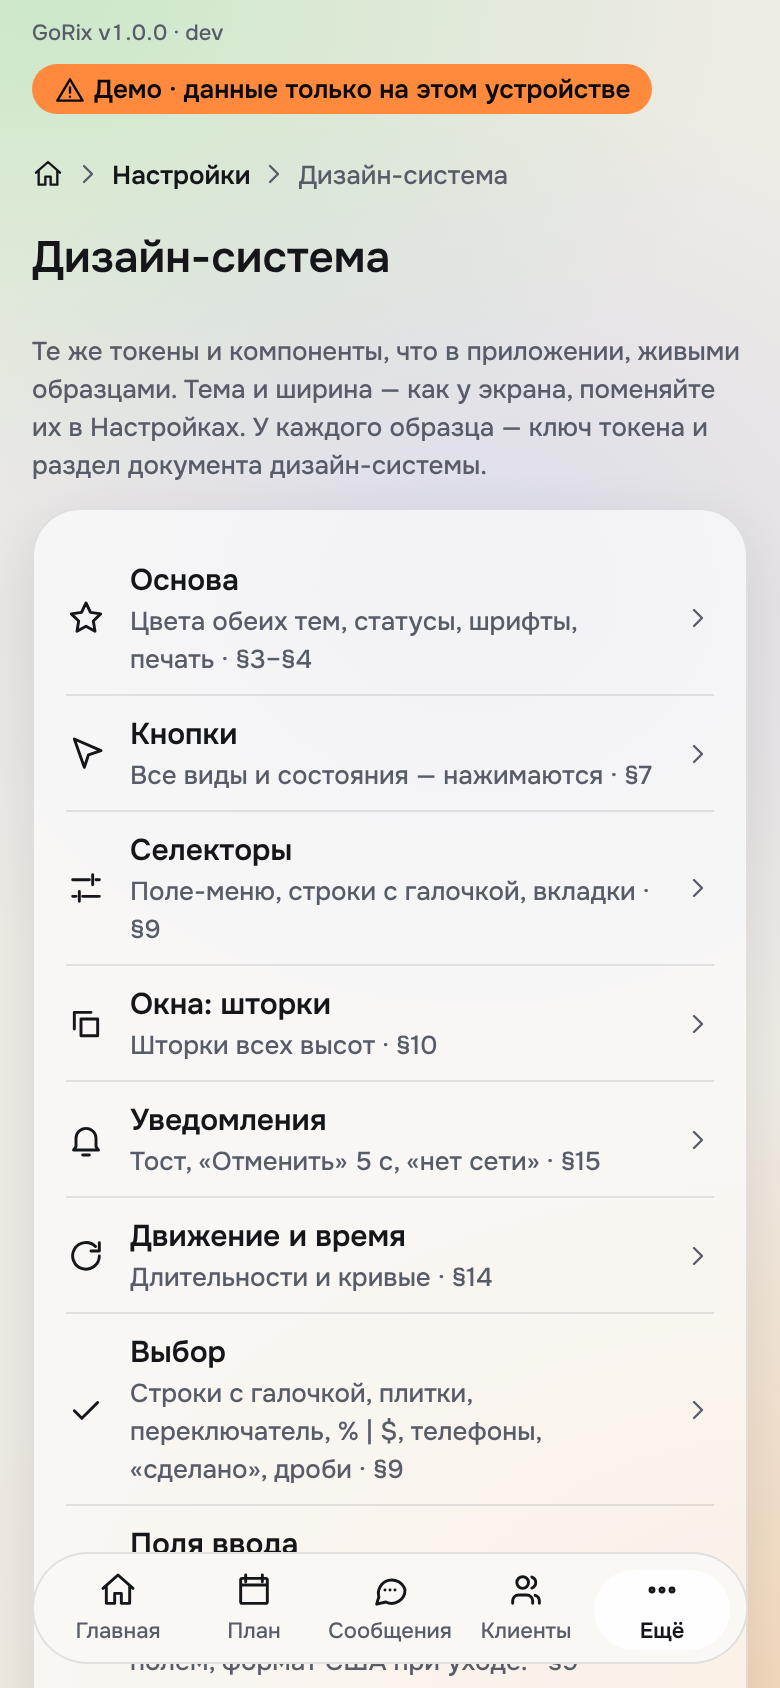 GoRix v1.0.0 · dev
Демо · данные только на этом устройстве
Настройки
Дизайн-система
Дизайн-система
Те же токены и компоненты, что в приложении, живыми
образцами. Тема и ширина — как у экрана, поменяйте
их в Настройках. У каждого образца — ключ токена и
раздел документа дизайн-системы.
Основа
Цвета обеих тем, статусы, шрифты,
печать · §3–§4
Кнопки
Все виды и состояния — нажимаются · §7
Селекторы
Поле-меню, строки с галочкой, вкладки ·
§9
Окна: шторки
Шторки всех высот · §10
Уведомления
Тост, «Отменить» 5 с, «нет сети» · §15
Движение и время
Длительности и кривые · §14
Выбор
Строки с галочкой, плитки,
переключатель, % | $, телефоны,
«сделано», дроби · §9
Поля ввода
полем, формат США при уходе.
Главная
План
Сообщения
Клиенты
Ещё